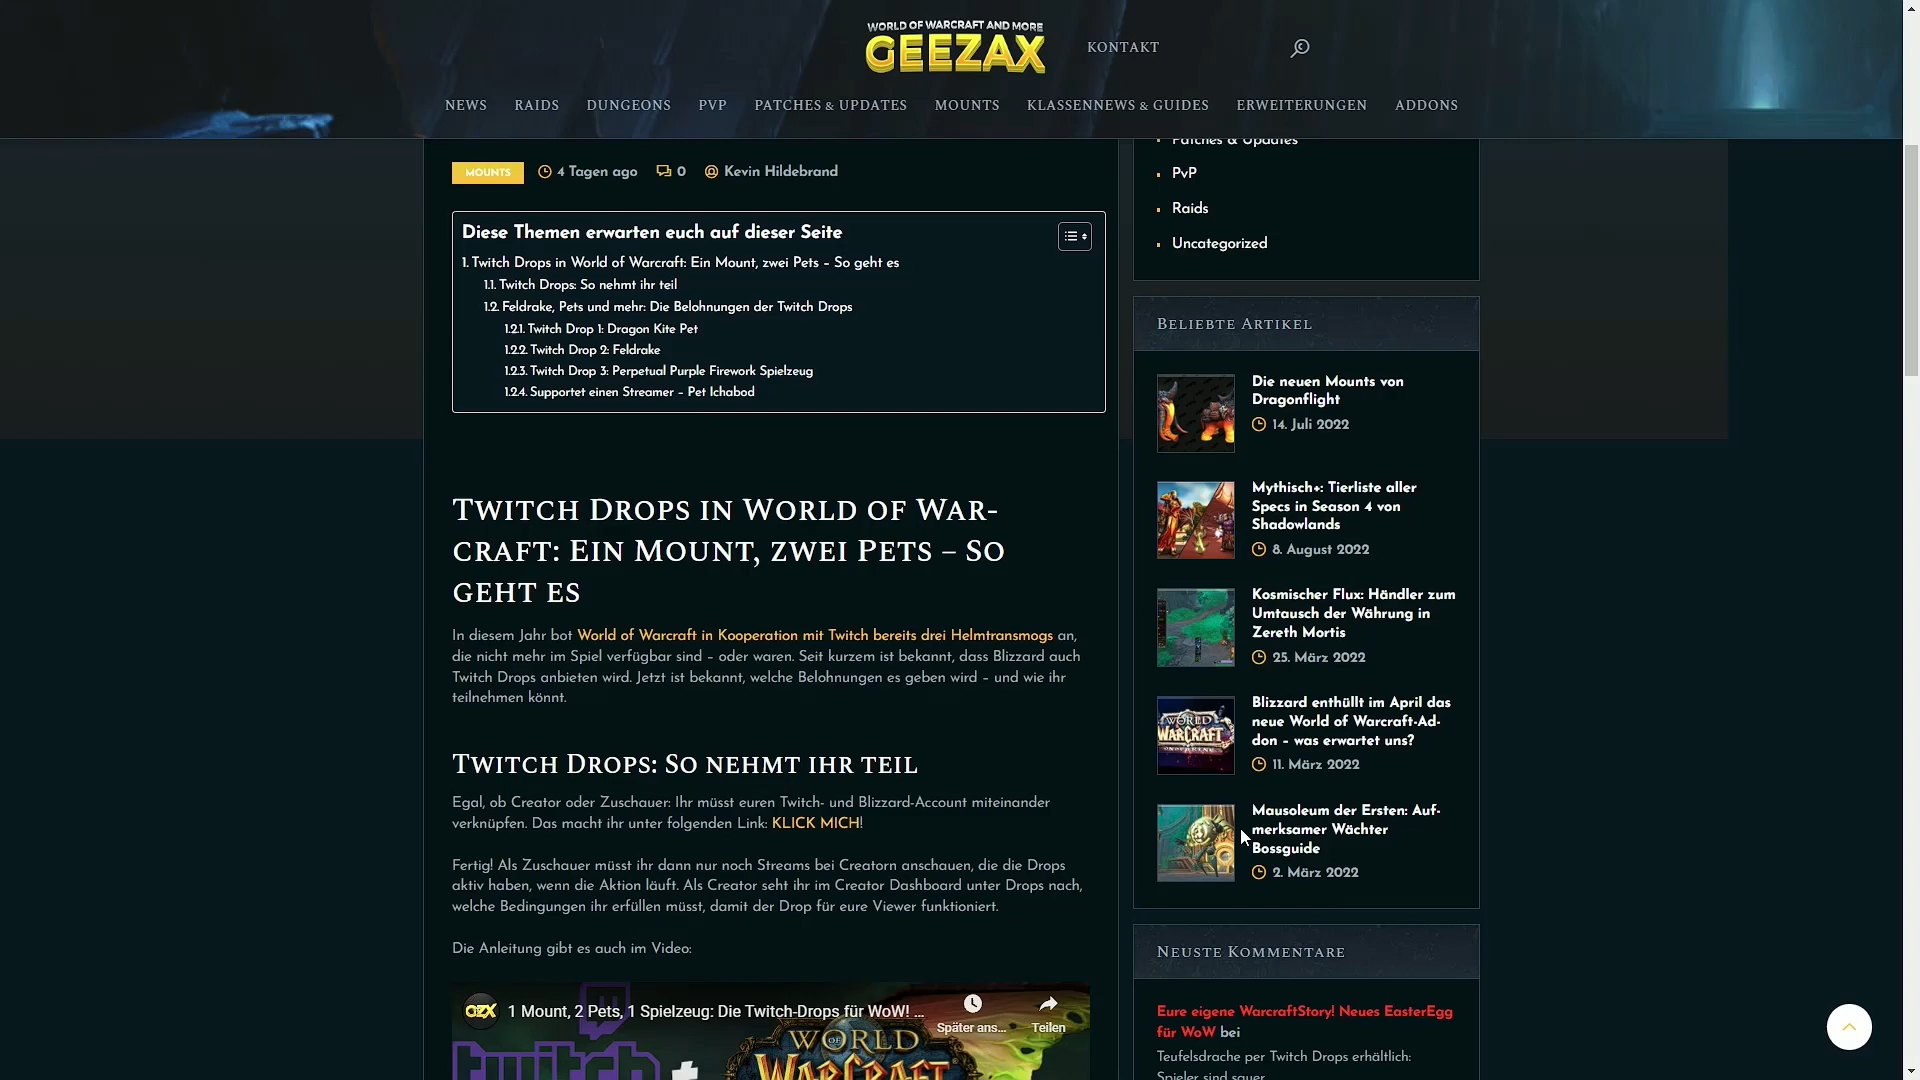 WORLD OF WARCRAFT AND MORE
GEEZAX
KONTAKT
NEWS RAIDS DUNGEONS PVP PATCHES & UPDATES MOUNTS KLASSENNEWS & GUIDES ERWEITERUNGEN ADDONS
MOUNTS 4 Tagen ago 0 Kevin Hildebrand
Diese Themen erwarten euch auf dieser Seite
1. Twitch Drops in World of Warcraft: Ein Mount, zwei Pets – So geht es
1.1. Twitch Drops: So nehmt ihr teil
1.2. Feldrake, Pets und mehr: Die Belohnungen der Twitch Drops
1.2.1. Twitch Drop 1: Dragon Kite Pet
1.2.2. Twitch Drop 2: Feldrake
1.2.3. Twitch Drop 3: Perpetual Purple Firework Spielzeug
1.2.4. Supportet einen Streamer – Pet Ichabod
Twitch Drops in World of War-
craft: Ein Mount, zwei Pets – So
geht es
In diesem Jahr bot World of Warcraft in Kooperation mit Twitch bereits drei Helmtransmogs an,
die nicht mehr im Spiel verfügbar sind – oder waren. Seit kurzem ist bekannt, dass Blizzard auch
Twitch Drops anbieten wird. Jetzt ist bekannt, welche Belohnungen es geben wird – und wie ihr
teilnehmen könnt.
Twitch Drops: So nehmt ihr teil
Egal, ob Creator oder Zuschauer: Ihr müsst euren Twitch- und Blizzard-Account miteinander
verknüpfen. Das macht ihr unter folgenden Link: KLICK MICH!
Fertig! Als Zuschauer müsst ihr dann nur noch Streams bei Creatorn anschauen, die die Drops
aktiv haben, wenn die Aktion läuft. Als Creator seht ihr im Creator Dashboard unter Drops nach,
welche Bedingungen ihr erfüllen müsst, damit der Drop für eure Viewer funktioniert.
Die Anleitung gibt es auch im Video:
GZX 1 Mount, 2 Pets, 1 Spielzeug: Die Twitch-Drops für WoW! ...
Später ans... Teilen
twitch + WORLD OF WARCRAFT
Patches & Updates
PvP
Raids
Uncategorized
Beliebte Artikel
Die neuen Mounts von
Dragonflight
14. Juli 2022
Mythisch+: Tierliste aller
Specs in Season 4 von
Shadowlands
8. August 2022
Kosmischer Flux: Händler zum
Umtausch der Währung in
Zereth Mortis
25. März 2022
WORLD WARCRAFT
Blizzard enthüllt im April das
neue World of Warcraft-Ad-
don – was erwartet uns?
11. März 2022
Mausoleum der Ersten: Auf-
merksamer Wächter
Bossguide
2. März 2022
Neuste Kommentare
Eure eigene WarcraftStory! Neues EasterEgg
für WoW bei
Teufelsdrache per Twitch Drops erhältlich:
Spieler sind sauer